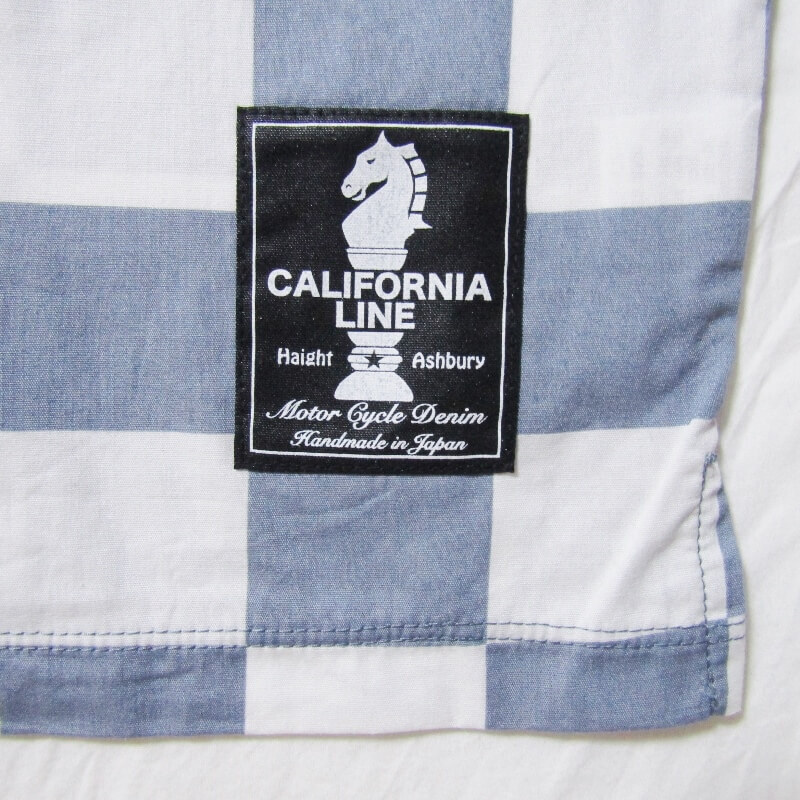 CALIFORNIA
LINE
Haight ★ Ashbury
Motor Cycle Denim
Handmade in Japan